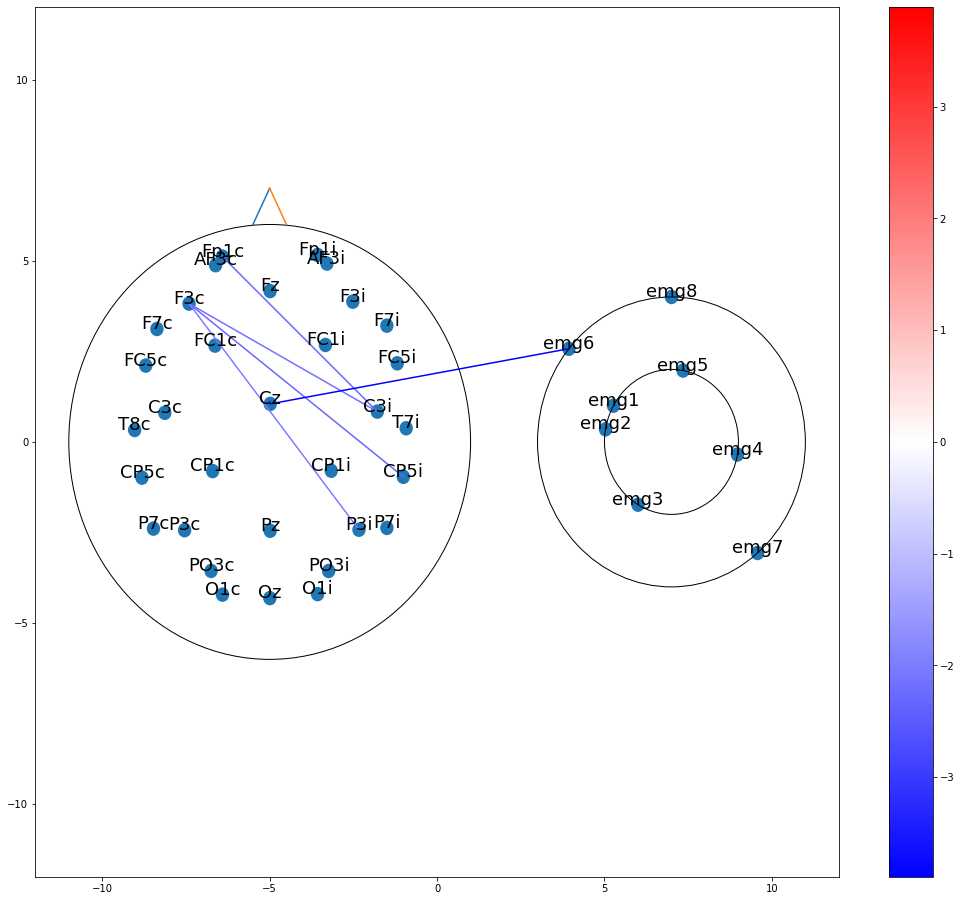 10
5
0
−5
−10
−10
−5
0
5
10
Fp1c
Fp1i
AF3c
AF3i
Fz
F3c
F3i
F7c
F7i
FC1c
FC1i
FC5c
FC5i
Cz
C3c
C3i
T8c
T7i
CP5c
CP1c
CP1i
CP5i
P7c
P3c
Pz
P3i
P7i
PO3c
PO3i
O1c
Oz
O1i
emg8
emg6
emg5
emg1
emg2
emg4
emg3
emg7
3
2
1
0
−1
−2
−3